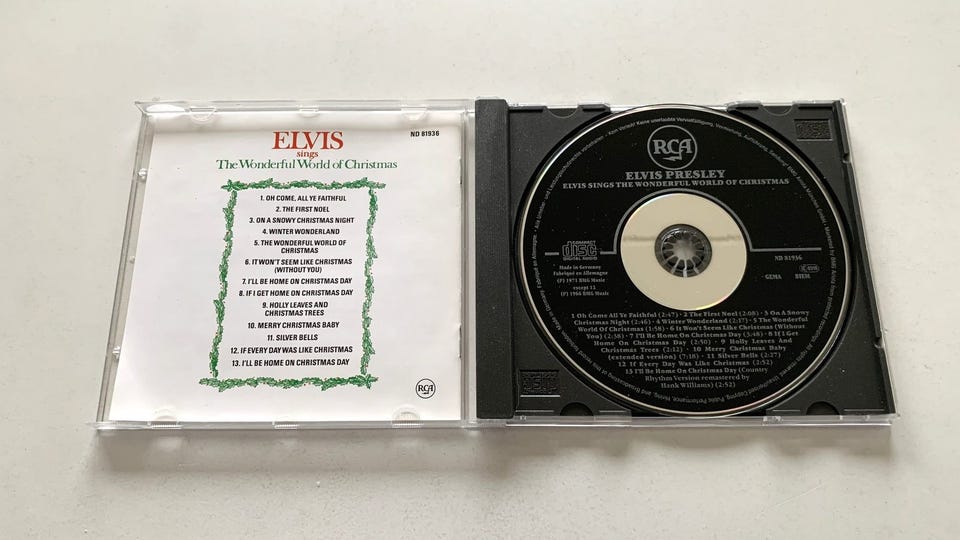 ELVIS
sings
The Wonderful World of Christmas
ND 81936
1. OH COME, ALL YE FAITHFUL
2. THE FIRST NOEL
3. ON A SNOWY CHRISTMAS NIGHT
4. WINTER WONDERLAND
5. THE WONDERFUL WORLD OF
CHRISTMAS
6. IT WON'T SEEM LIKE CHRISTMAS
(WITHOUT YOU)
7. I'LL BE HOME ON CHRISTMAS DAY
8. IF I GET HOME ON CHRISTMAS DAY
9. HOLLY LEAVES AND
CHRISTMAS TREES
10. MERRY CHRISTMAS BABY
11. SILVER BELLS
12. IF EVERY DAY WAS LIKE CHRISTMAS
13. I'LL BE HOME ON CHRISTMAS DAY
RCA
RCA
ELVIS PRESLEY
ELVIS SINGS THE WONDERFUL WORLD OF CHRISTMAS
COMPACT
disc
DIGITAL AUDIO
Made in Germany
Fabriqué en Allemagne
(P) 1971 BMG Music
except 12
(P) 1966 BMG Music
ND 81936
GEMA BIEM
1 Oh Come All Ye Faithful (2:47) · 2 The First Noel (2:08) · 3 On A Snowy
Christmas Night (2:46) · 4 Winter Wonderland (2:17) · 5 The Wonderful
World Of Christmas (1:58) · 6 It Won't Seem Like Christmas (Without
You) (2:38) · 7 I'll Be Home On Christmas Day (3:48) · 8 If I Get
Home On Christmas Day (2:50) · 9 Holly Leaves And
Christmas Trees (2:12) · 10 Merry Christmas Baby
(extended version) (7:18) · 11 Silver Bells (2:27)
12 If Every Day Was Like Christmas (2:52)
13 I'll Be Home On Christmas Day (Country
Rhythm Version remastered by
Hank Williams) (2:52)